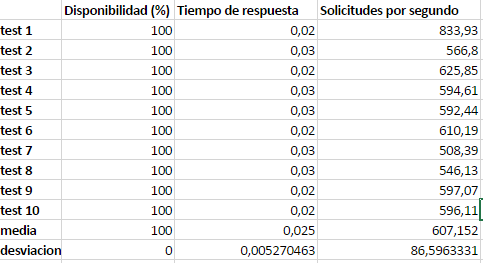 Disponibilidad (%) Tiempo de respuesta Solicitudes por segundo
test 1 100 0,02 833,93
test 2 100 0,03 566,8
test 3 100 0,02 625,85
test 4 100 0,03 594,61
test 5 100 0,03 592,44
test 6 100 0,02 610,19
test 7 100 0,03 508,39
test 8 100 0,03 546,13
test 9 100 0,02 597,07
test 10 100 0,02 596,11
media 100 0,025 607,152
desviacion 0 0,005270463 86,5963331